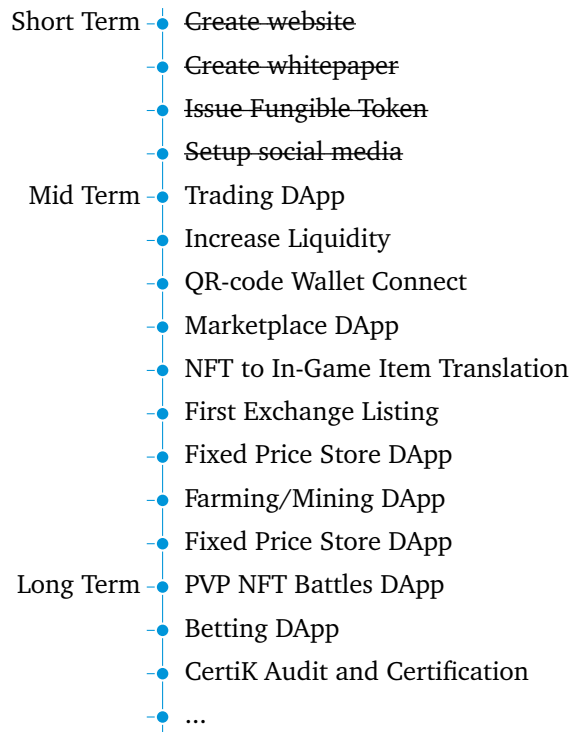 Short Term Create website
Create whitepaper
Issue Fungible Token
Setup social media
Mid Term Trading DApp
Increase Liquidity
QR-code Wallet Connect
Marketplace DApp
NFT to In-Game Item Translation
First Exchange Listing
Fixed Price Store DApp
Farming/Mining DApp
Fixed Price Store DApp
Long Term PVP NFT Battles DApp
Betting DApp
CertiK Audit and Certification
...